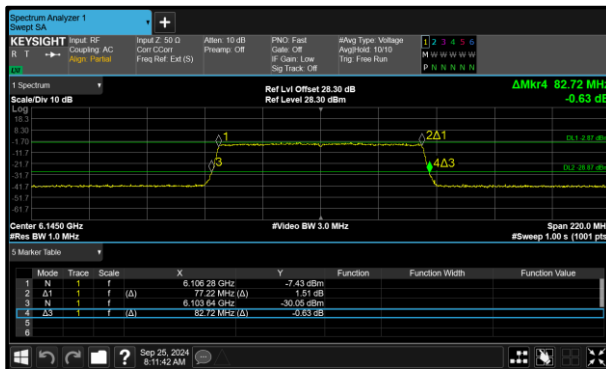 Spectrum Analyzer 1
Swept SA
KEYSIGHT Input: RF Input Z: 50 Ω Atten: 10 dB PNO: Fast #Avg Type: Voltage 1 2 3 4 5 6
R T Coupling: AC Corr CCorr Preamp: Off Gate: Off Avg|Hold: 10/10 M W W W W W
Align: Partial Freq Ref: Ext (S) IF Gain: Low Trig: Free Run P N N N N N
Sig Track: Off
1 Spectrum Ref Lvl Offset 28.30 dB ΔMkr4 82.72 MHz
Scale/Div 10 dB Ref Level 28.30 dBm -0.63 dB
Log
18.3
8.30
-1.70 1 2Δ1 DL1 -2.87 dBm
-11.7
-21.7 3 4Δ3 DL2 -28.87 dBm
-31.7
-41.7
-51.7
-61.7
Center 6.1450 GHz #Video BW 3.0 MHz Span 220.0 MHz
#Res BW 1.0 MHz #Sweep 1.00 s (1001 pts)
5 Marker Table
Mode Trace Scale X Y Function Function Width Function Value
1 N 1 f 6.106 28 GHz -7.43 dBm
2 Δ1 1 f (Δ) 77.22 MHz (Δ) 1.51 dB
3 N 1 f 6.103 64 GHz -30.05 dBm
4 Δ3 1 f (Δ) 82.72 MHz (Δ) -0.63 dB
5
6
Sep 25, 2024
8:11:42 AM